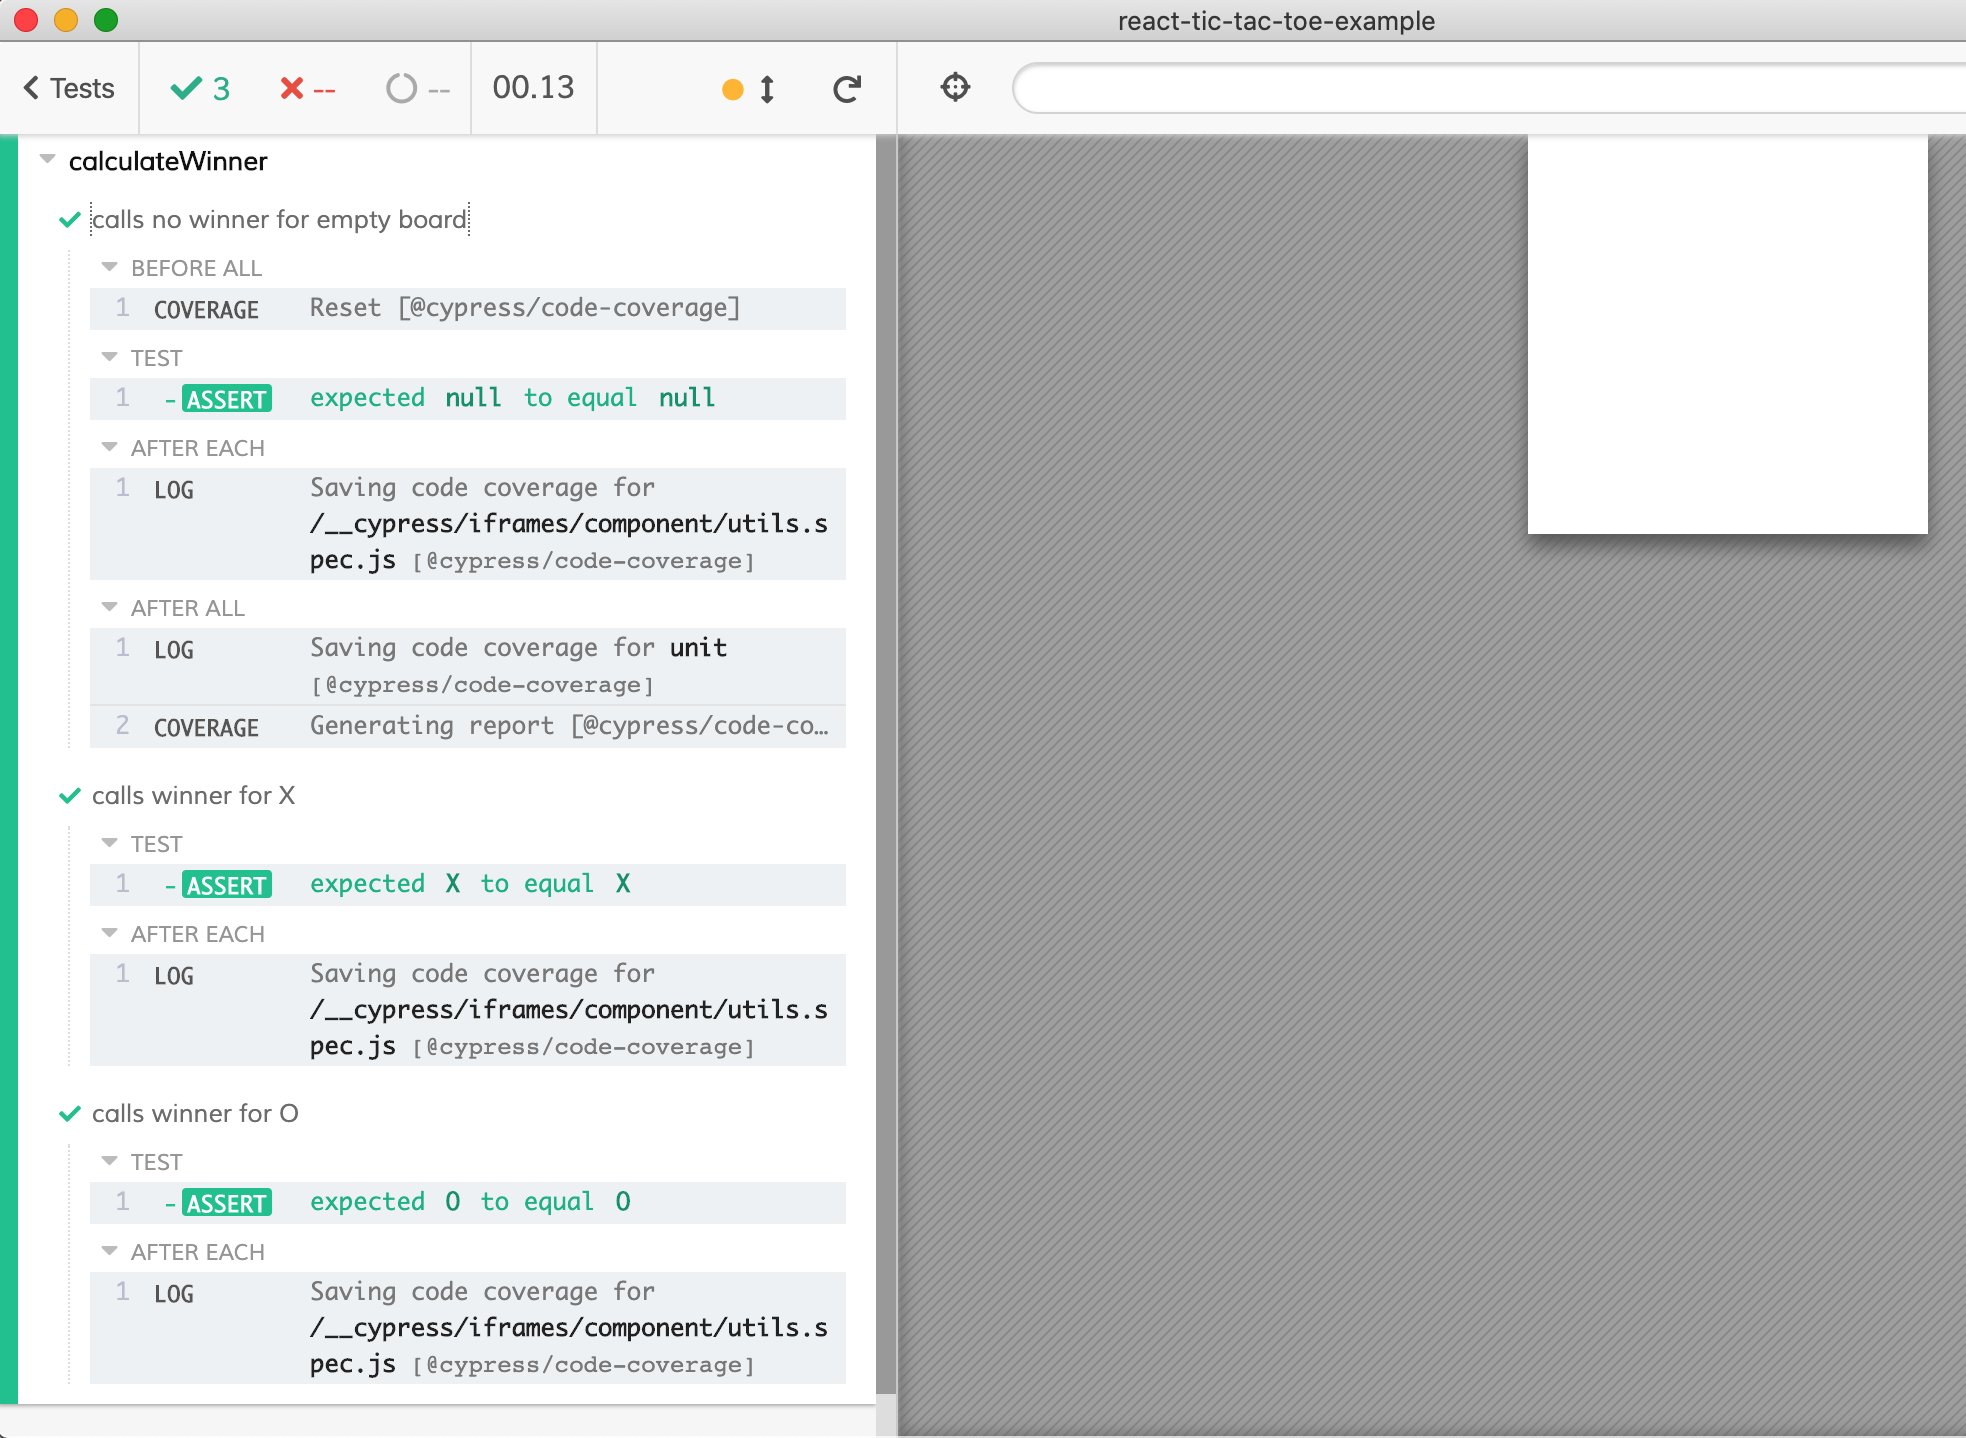 react-tic-tac-toe-example
Tests 3 -- -- 00.13
calculateWinner
calls no winner for empty board
BEFORE ALL
1 COVERAGE Reset [@cypress/code-coverage]
TEST
1 -ASSERT expected null to equal null
AFTER EACH
1 LOG Saving code coverage for
/__cypress/iframes/component/utils.s
pec.js [@cypress/code-coverage]
AFTER ALL
1 LOG Saving code coverage for unit
[@cypress/code-coverage]
2 COVERAGE Generating report [@cypress/code-co…
calls winner for X
TEST
1 -ASSERT expected X to equal X
AFTER EACH
1 LOG Saving code coverage for
/__cypress/iframes/component/utils.s
pec.js [@cypress/code-coverage]
calls winner for O
TEST
1 -ASSERT expected O to equal O
AFTER EACH
1 LOG Saving code coverage for
/__cypress/iframes/component/utils.s
pec.js [@cypress/code-coverage]